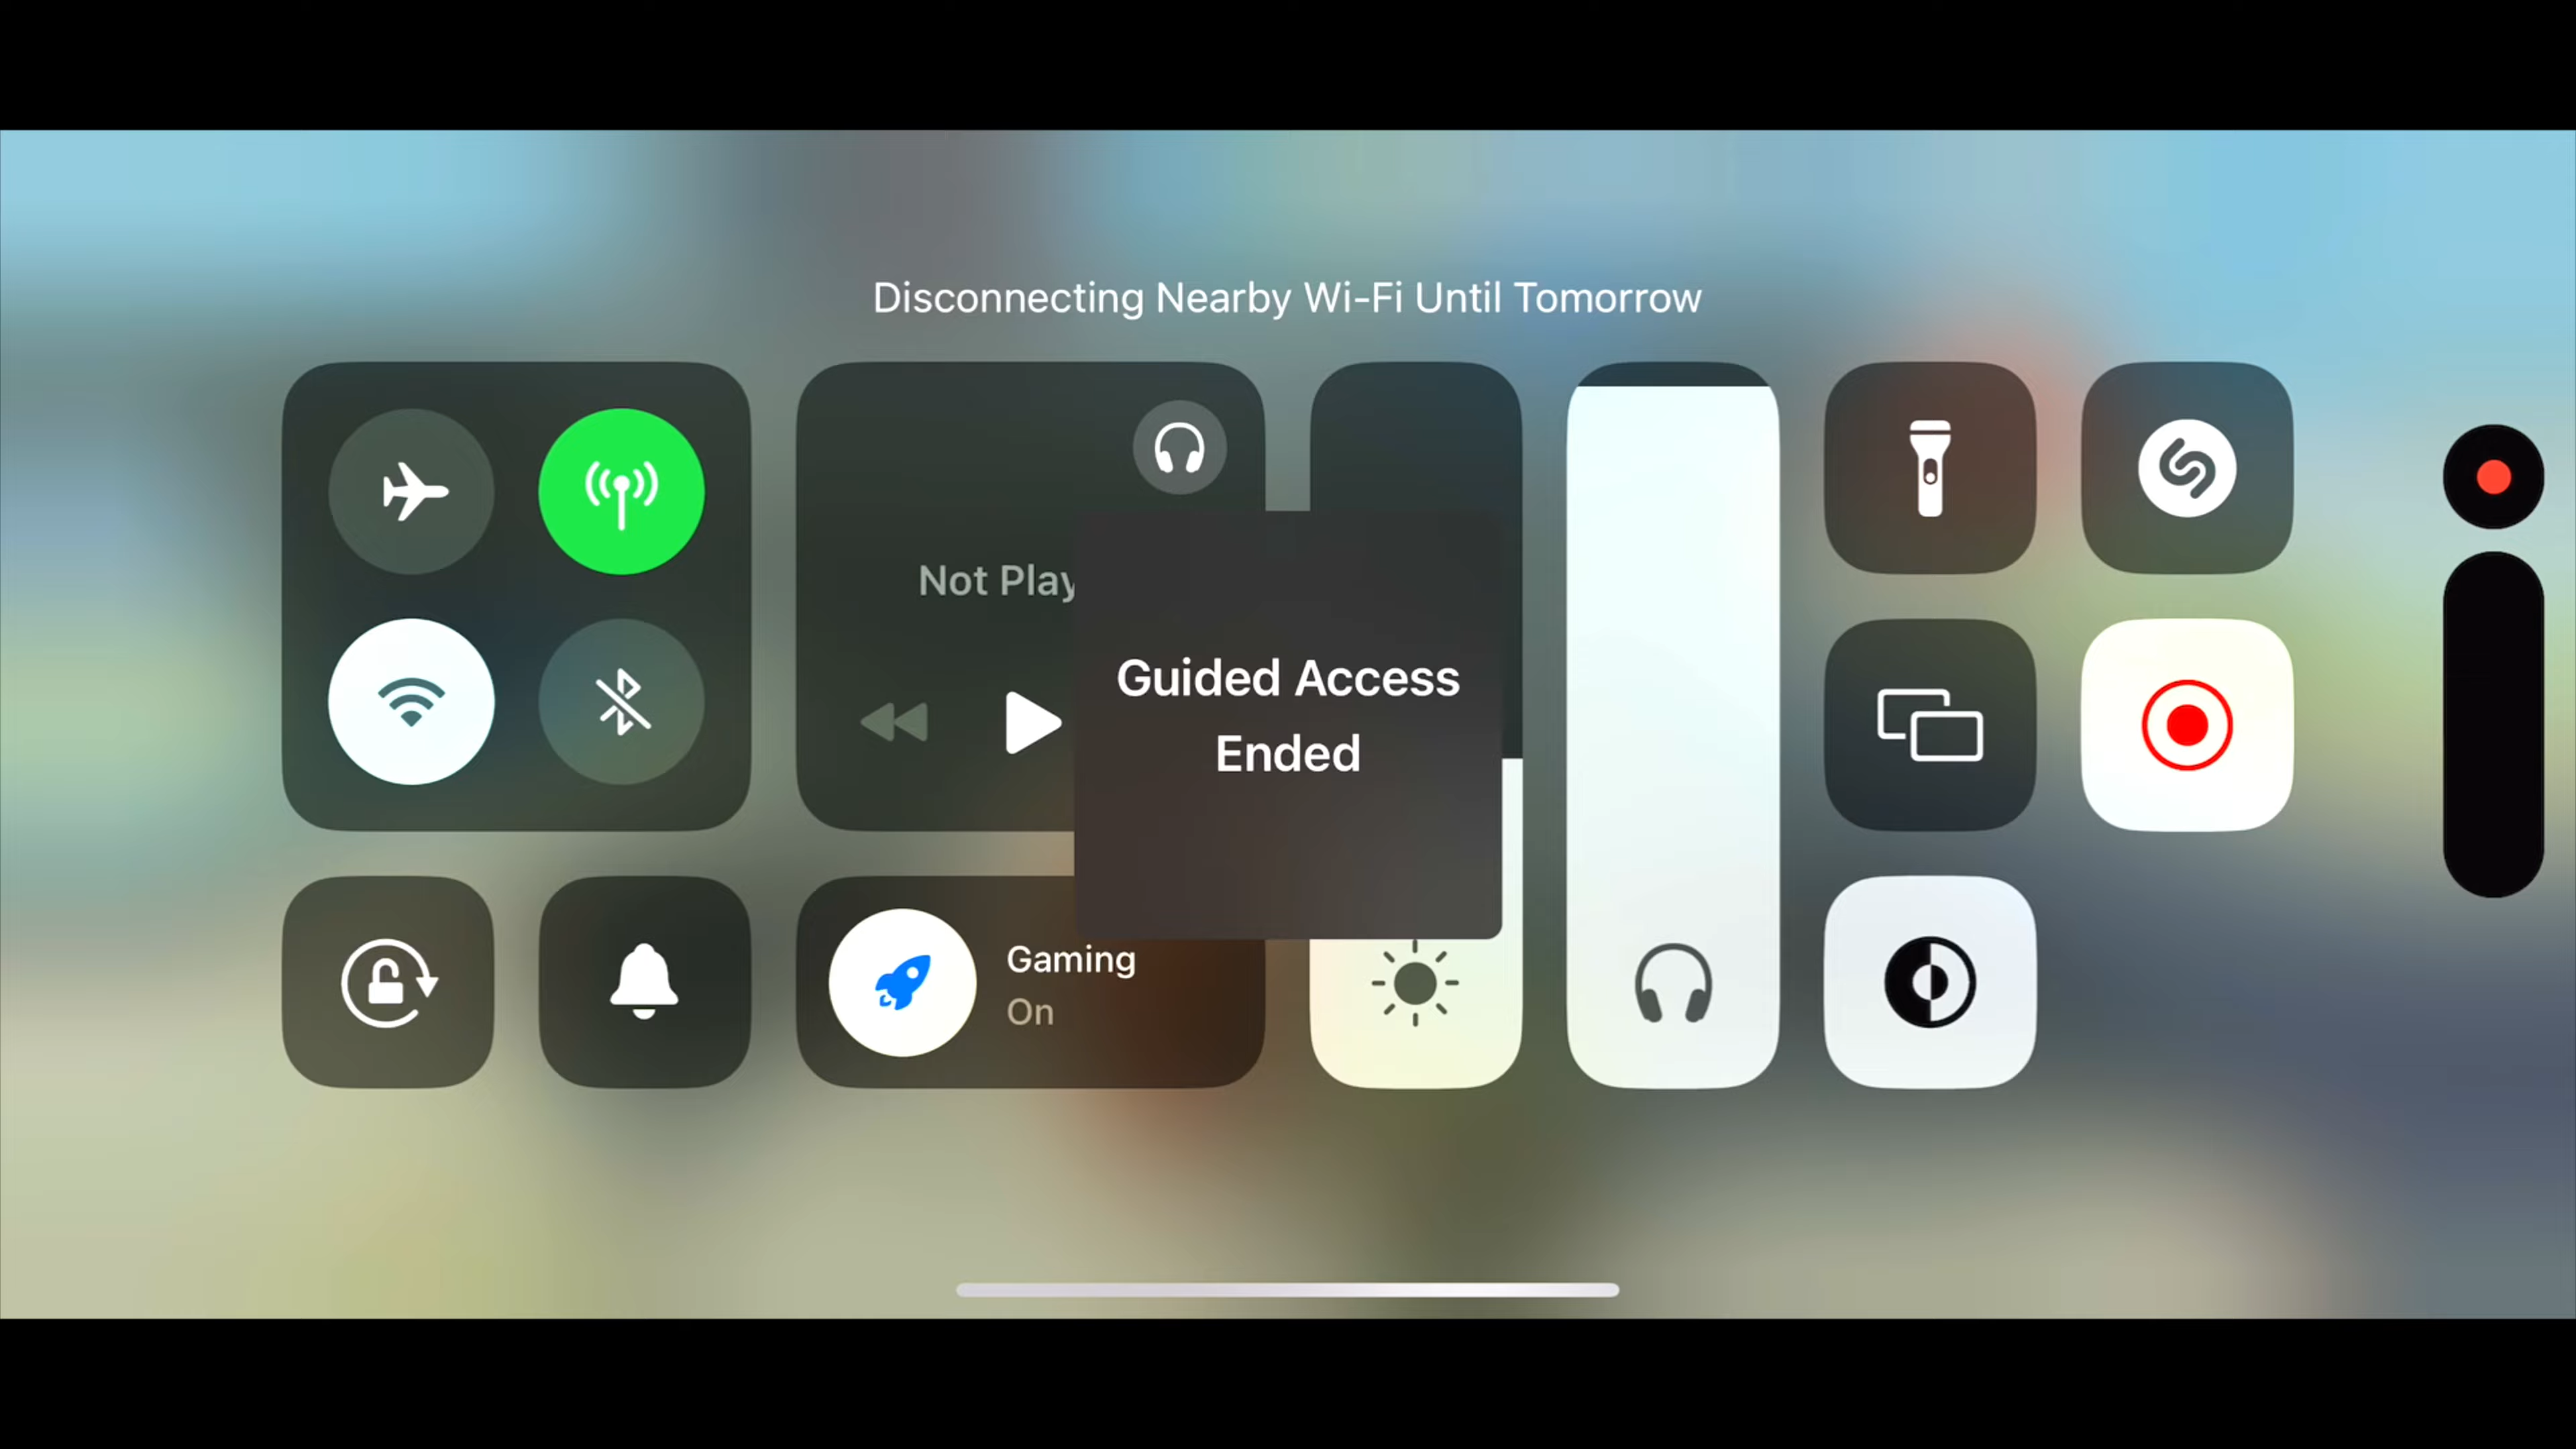 Disconnecting Nearby Wi-Fi Until Tomorrow
Not Play
Guided Access
Ended
Gaming
On